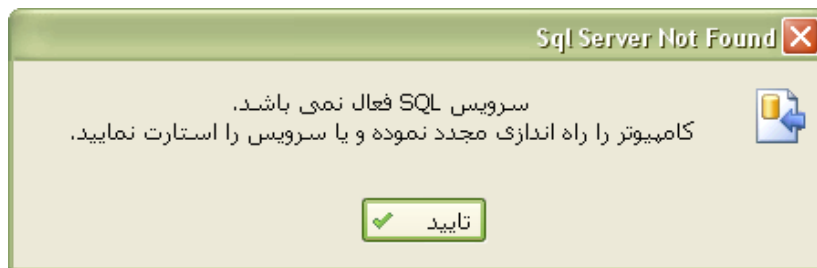 Sql Server Not Found
سرویس SQL فعال نمی باشد.
کامپیوتر را راه اندازی مجدد نموده و یا سرویس را استارت نمایید.
تایید